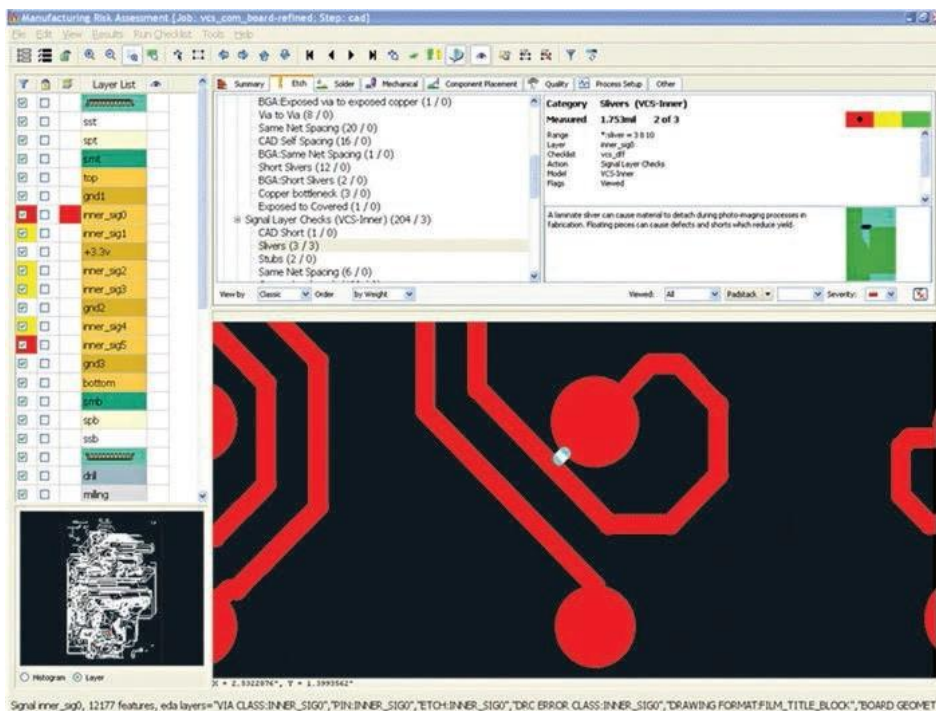 Manufacturing Risk Assessment [Job: vcs_com_board-refined; Step: cad]
File Edit View Results Run Checklist Tools Help
Layer List
sst
spt
smt
top
gnd1
inner_sig0
inner_sig1
+3.3v
inner_sig2
inner_sig3
gnd2
inner_sig4
inner_sig5
gnd3
bottom
smb
spb
ssb
drill
milling
Histogram Layer
Summary Etch Solder Mechanical Component Placement Quality Process Setup Other
BGA:Exposed via to exposed copper (1 / 0)
Via to Via (8 / 0)
Same Net Spacing (20 / 0)
CAD Self Spacing (16 / 0)
BGA:Same Net Spacing (1 / 0)
Short Slivers (12 / 0)
BGA:Short Slivers (2 / 0)
Copper bottleneck (3 / 0)
Exposed to Covered (1 / 0)
Signal Layer Checks (VCS-Inner) (204 / 3)
CAD Short (1 / 0)
Slivers (3 / 3)
Stubs (2 / 0)
Same Net Spacing (6 / 0)
View by Classic Order by Weight
Category Slivers (VCS-Inner)
Measured 1.753mil 2 of 3
Range *:sliver = 3 8 10
Layer inner_sig0
Checklist vcs_dff
Action Signal Layer Checks
Model VCS-Inner
Flags Viewed
A laminate sliver can cause material to detach during photo-imaging processes in
fabrication. Floating pieces can cause defects and shorts which reduce yield.
Viewed: All Padstack Severity:
X = 2.5322876", Y = 1.3993562"
Signal inner_sig0, 12177 features, eda layers="VIA CLASS:INNER_SIG0","PIN:INNER_SIG0","ETCH:INNER_SIG0","DRC ERROR CLASS:INNER_SIG0","DRAWING FORMAT:FILM_TITLE_BLOCK","BOARD GEOMET